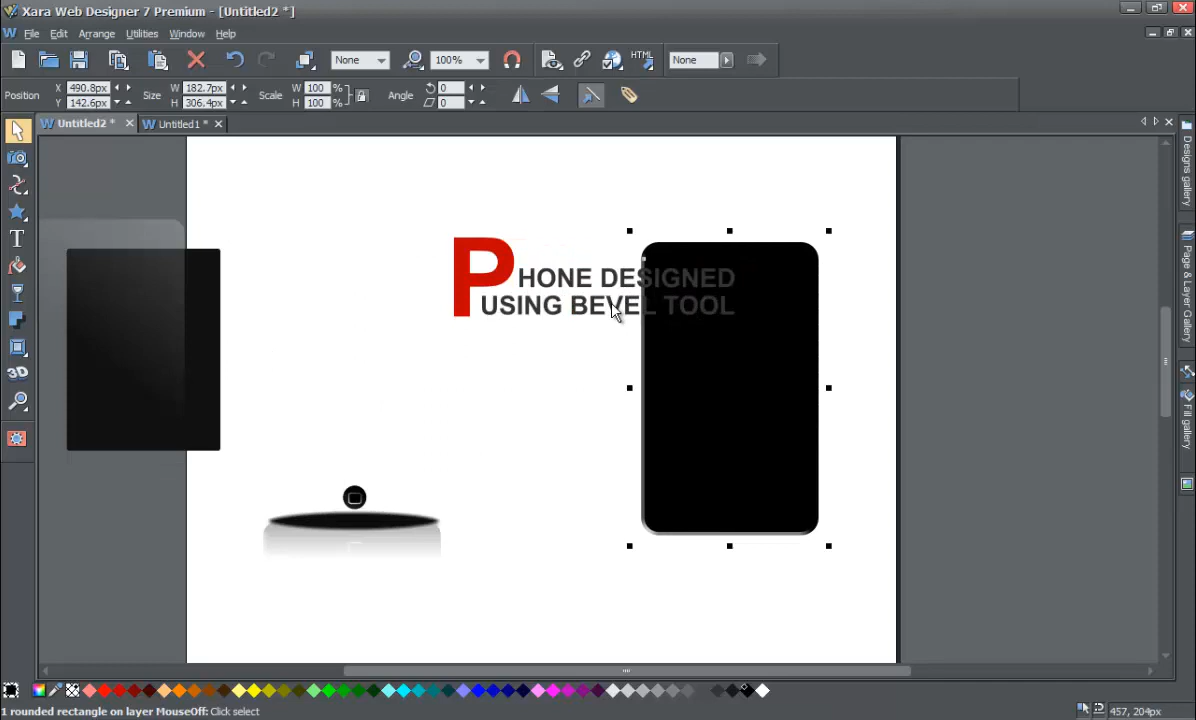 Xara Web Designer 7 Premium - [Untitled2 *]
File Edit Arrange Utilities Window Help
None 100% HTML None
Position X 490.8px Y 142.6px Size W 182.7px H 306.4px Scale W 100 H 100 % % Angle 0 0
Untitled2 * Untitled1 *
Designs gallery
PHONE DESIGNED
USING BEVEL TOOL
T
3D
Page & Layer Gallery
Fill gallery
1 rounded rectangle on layer MouseOff: Click select
457, 204px